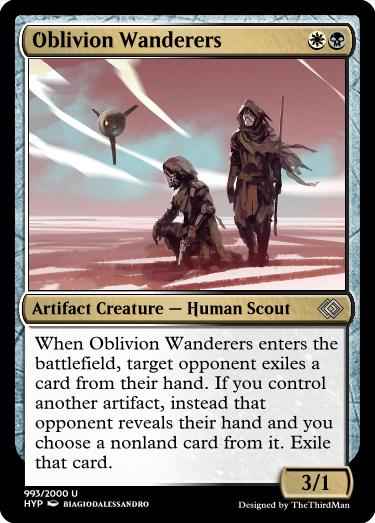 Oblivion Wanderers
Artifact Creature — Human Scout
When Oblivion Wanderers enters the
battlefield, target opponent exiles a
card from their hand. If you control
another artifact, instead that
opponent reveals their hand and you
choose a nonland card from it. Exile
that card.
3/1
993/2000 U
HYP BIAGIODALESSANDRO
Designed by TheThirdMan